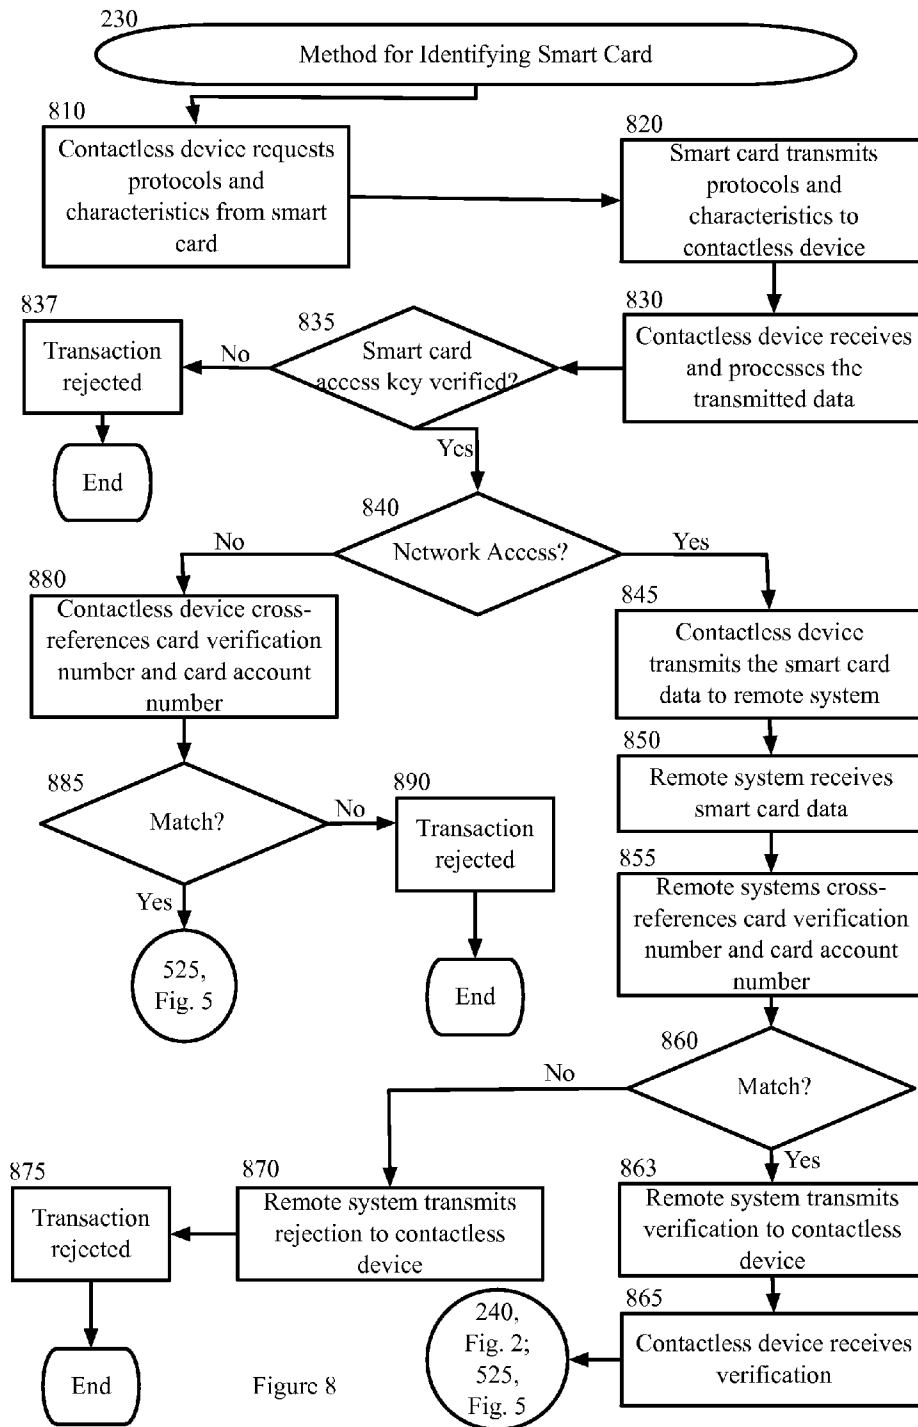 230
Method for Identifying Smart Card
810
Contactless device requests
protocols and
characteristics from smart
card
820
Smart card transmits
protocols and
characteristics to
contactless device
830
Contactless device receives
and processes the
transmitted data
835
Smart card
access key verified?
No
837
Transaction
rejected
End
Yes
840
Network Access?
No
Yes
880
Contactless device cross-
references card verification
number and card account
number
885
Match?
No
890
Transaction
rejected
End
Yes
525,
Fig. 5
845
Contactless device
transmits the smart card
data to remote system
850
Remote system receives
smart card data
855
Remote systems cross-
references card verification
number and card account
number
860
Match?
No
Yes
870
Remote system transmits
rejection to contactless
device
875
Transaction
rejected
End
863
Remote system transmits
verification to contactless
device
865
Contactless device receives
verification
240,
Fig. 2;
525,
Fig. 5
Figure 8